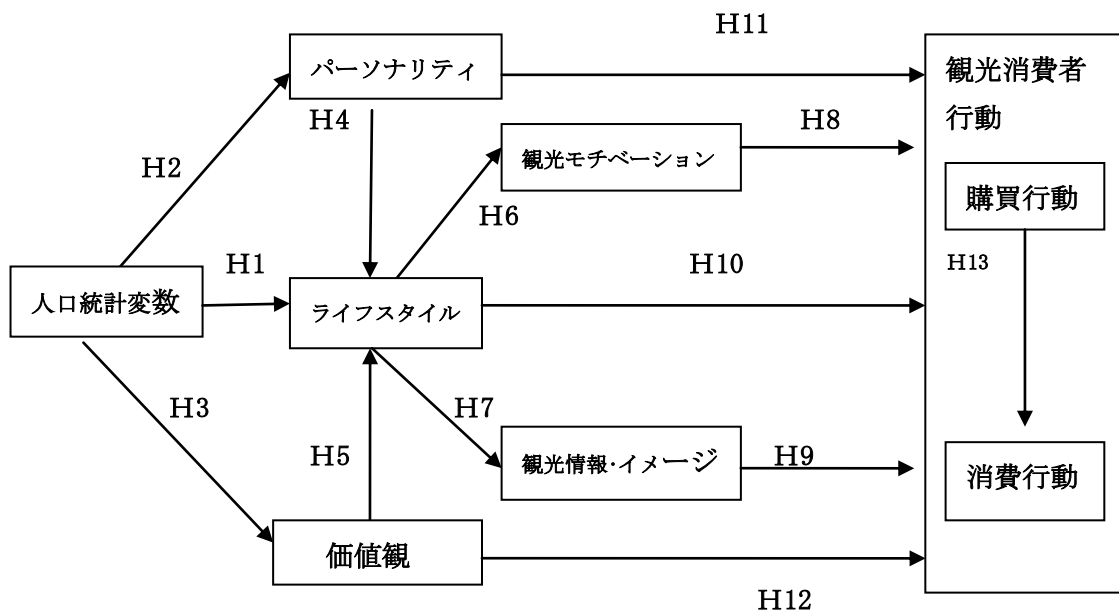 H11
パーソナリティ
観光消費者
行動
H4
H8
観光モチベーション
H2
購買行動
H6
H1
H10
H13
人口統計変数
ライフスタイル
H3
H7
H5
観光情報・イメージ
H9
消費行動
価値観
H12